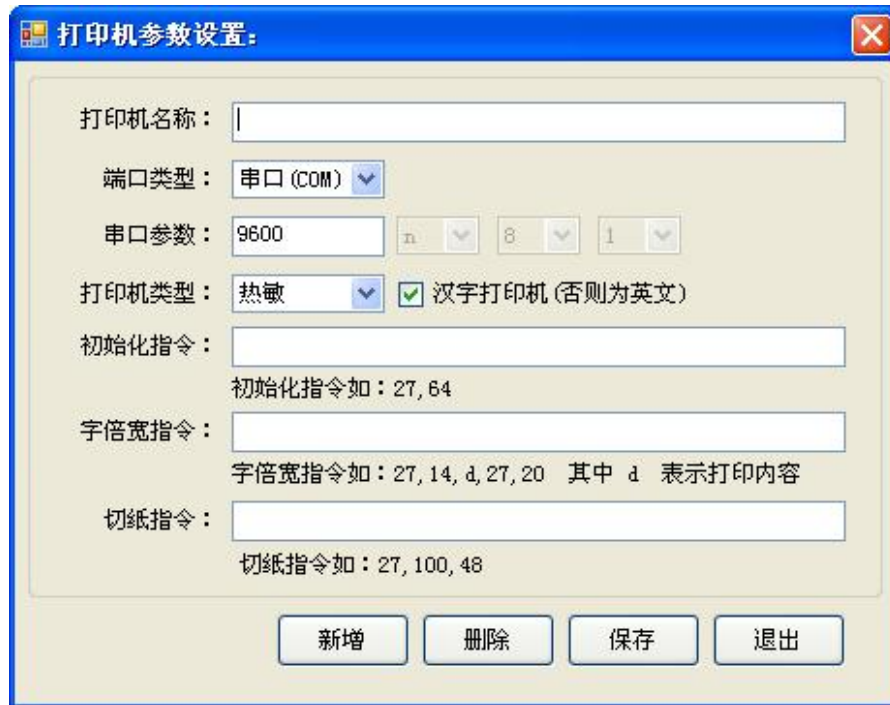 打印机参数设置：
打印机名称：
端口类型： 串口(COM)
串口参数： 9600 n 8 1
打印机类型： 热敏 汉字打印机(否则为英文)
初始化指令：
初始化指令如：27,64
字倍宽指令：
字倍宽指令如：27,14,d,27,20 其中 d 表示打印内容
切纸指令：
切纸指令如：27,100,48
新增 删除 保存 退出